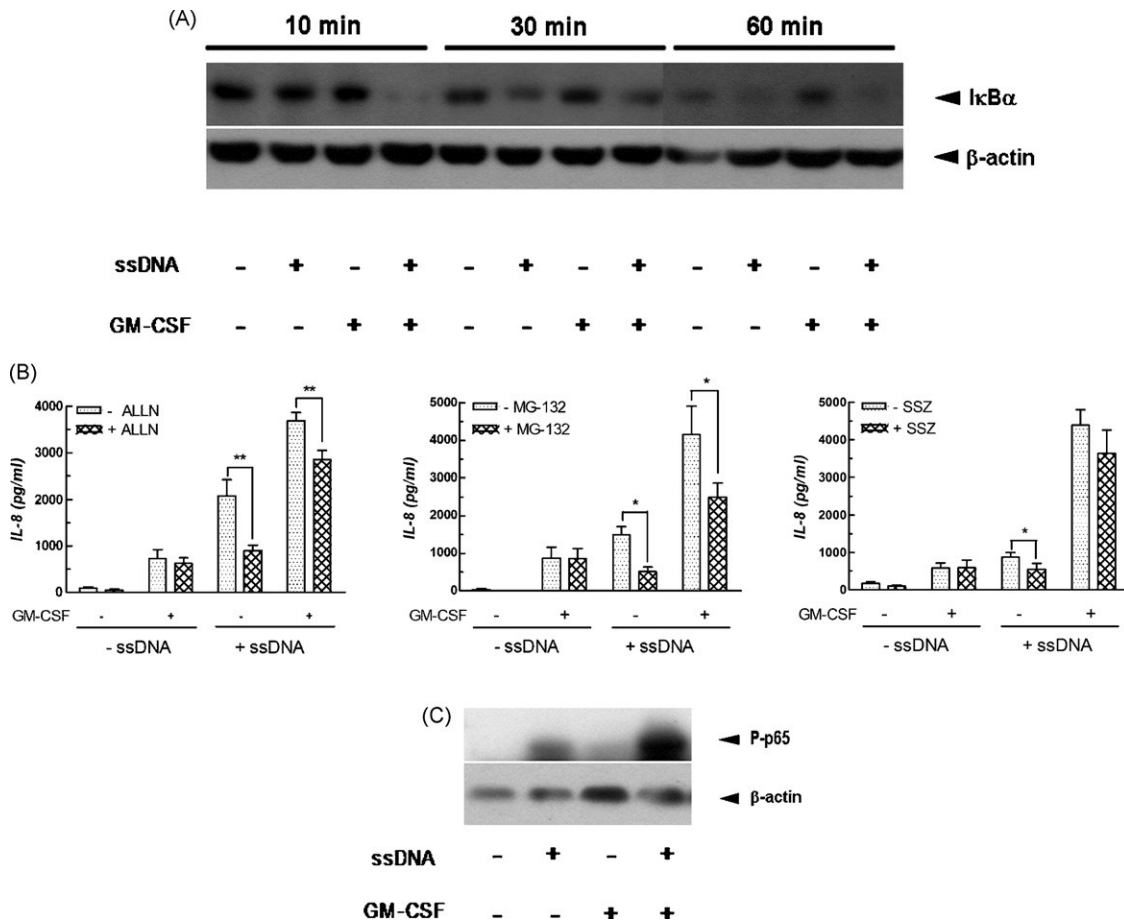 (A)
10 min 30 min 60 min
IκBα
β-actin
ssDNA - + - + - + - + - + - +
GM-CSF - - + + - - + + - - + +
(B)
- ALLN
+ ALLN
IL-8 (pg/ml)
4000
3000
2000
1000
0
** **
GM-CSF - + - +
- ssDNA + ssDNA
- MG-132
+ MG-132
IL-8 (pg/ml)
5000
4000
3000
2000
1000
0
* *
GM-CSF - + - +
- ssDNA + ssDNA
- SSZ
+ SSZ
IL-8 (pg/ml)
5000
4000
3000
2000
1000
0
*
GM-CSF - + - +
- ssDNA + ssDNA
(C)
P-p65
β-actin
ssDNA - + - +
GM-CSF - - + +